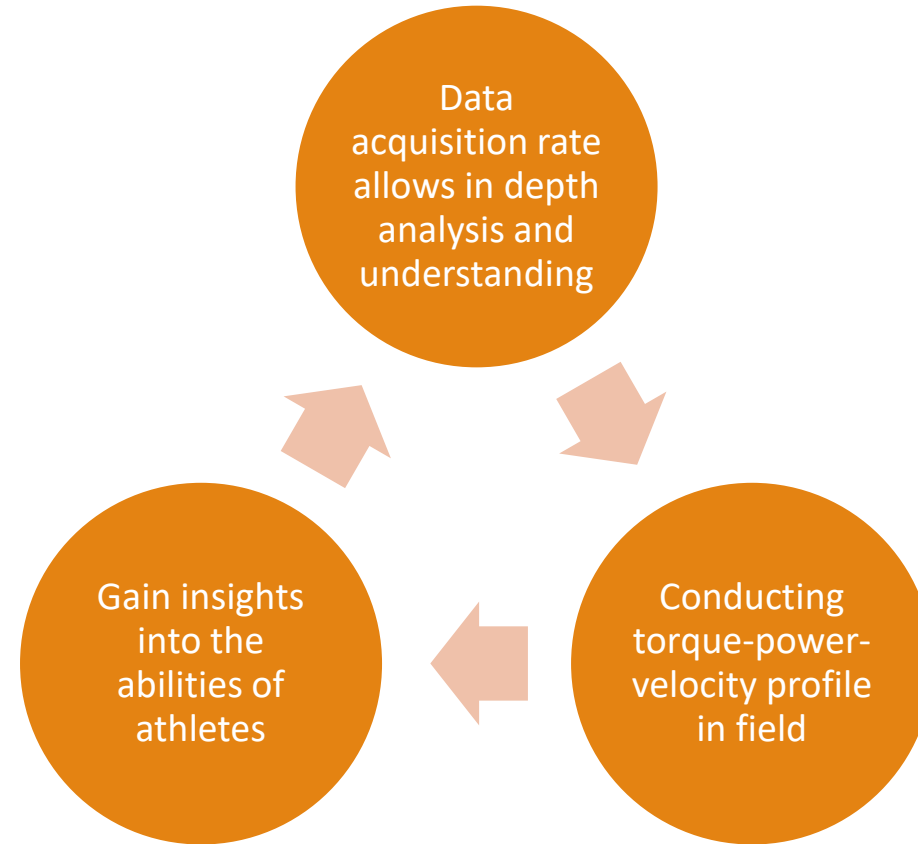 Data
acquisition rate
allows in depth
analysis and
understanding
Conducting
torque-power-
velocity profile
in field
Gain insights
into the
abilities of
athletes